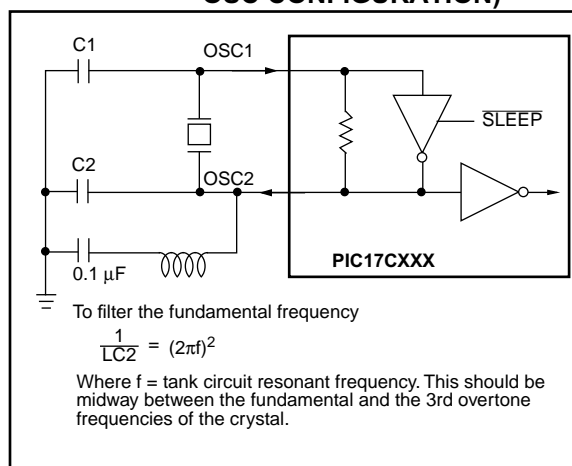 OSC CONFIGURATION)
C1
OSC1
SLEEP
C2
OSC2
0.1 µF
PIC17CXXX
To filter the fundamental frequency
1
LC2
= (2πf)2
Where f = tank circuit resonant frequency. This should be
midway between the fundamental and the 3rd overtone
frequencies of the crystal.